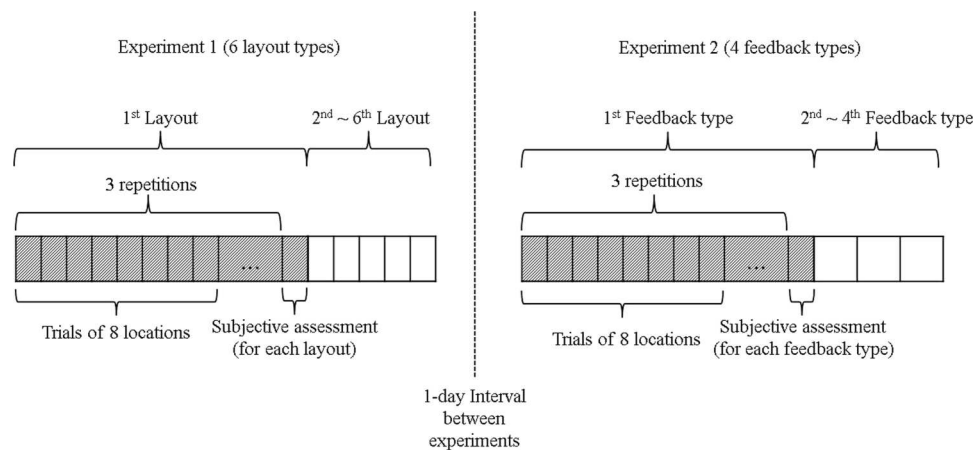 Experiment 1 (6 layout types)
1st Layout
2nd ~ 6th Layout
3 repetitions
...
Trials of 8 locations
Subjective assessment
(for each layout)
1-day Interval
between
experiments
Experiment 2 (4 feedback types)
1st Feedback type
2nd ~ 4th Feedback type
3 repetitions
...
Trials of 8 locations
Subjective assessment
(for each feedback type)